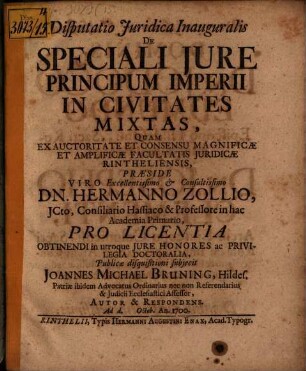 3013/15
Disputatio Juridica Inauguralis
De
SPECIALI JURE
PRINCIPUM IMPERII
IN CIVITATES
MIXTAS,
QUAM
EX AUCTORITATE ET CONSENSU MAGNIFICÆ
ET AMPLIFICÆ FACULTATIS JURIDICÆ
RINTHELIENSIS,
PRÆSIDE
VIRO Excellentissimo & Consultissimo
DN. HERMANNO ZOLLIO,
JCto, Consiliario Hassiaco & Professore in hac
Academia Primario,
PRO LICENTIA
OBTINENDI in utroque JURE HONORES ac PRIVI-
LEGIA DOCTORALIA,
Publicæ disquisitioni subjecit
JOANNES MICHAEL BRUNING, Hildes.
Patriæ ibidem Advocatus Ordinarius nec non Referendarius
& Judicii Ecclesiastici Assessor,
AUTOR & RESPONDENS.
Ad d. Octob. An. 1700.
RINTHELII, Typis HERMANNI AUGUSTINI ENAX, Acad. Typogr.